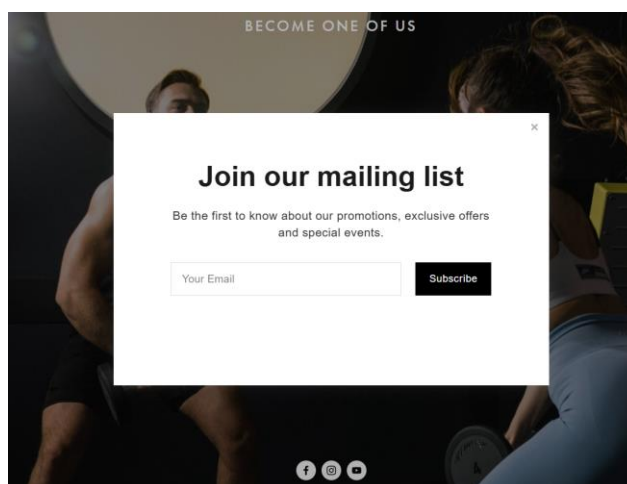 BECOME ONE OF US
×
Join our mailing list
Be the first to know about our promotions, exclusive offers
and special events.
Your Email
Subscribe
4